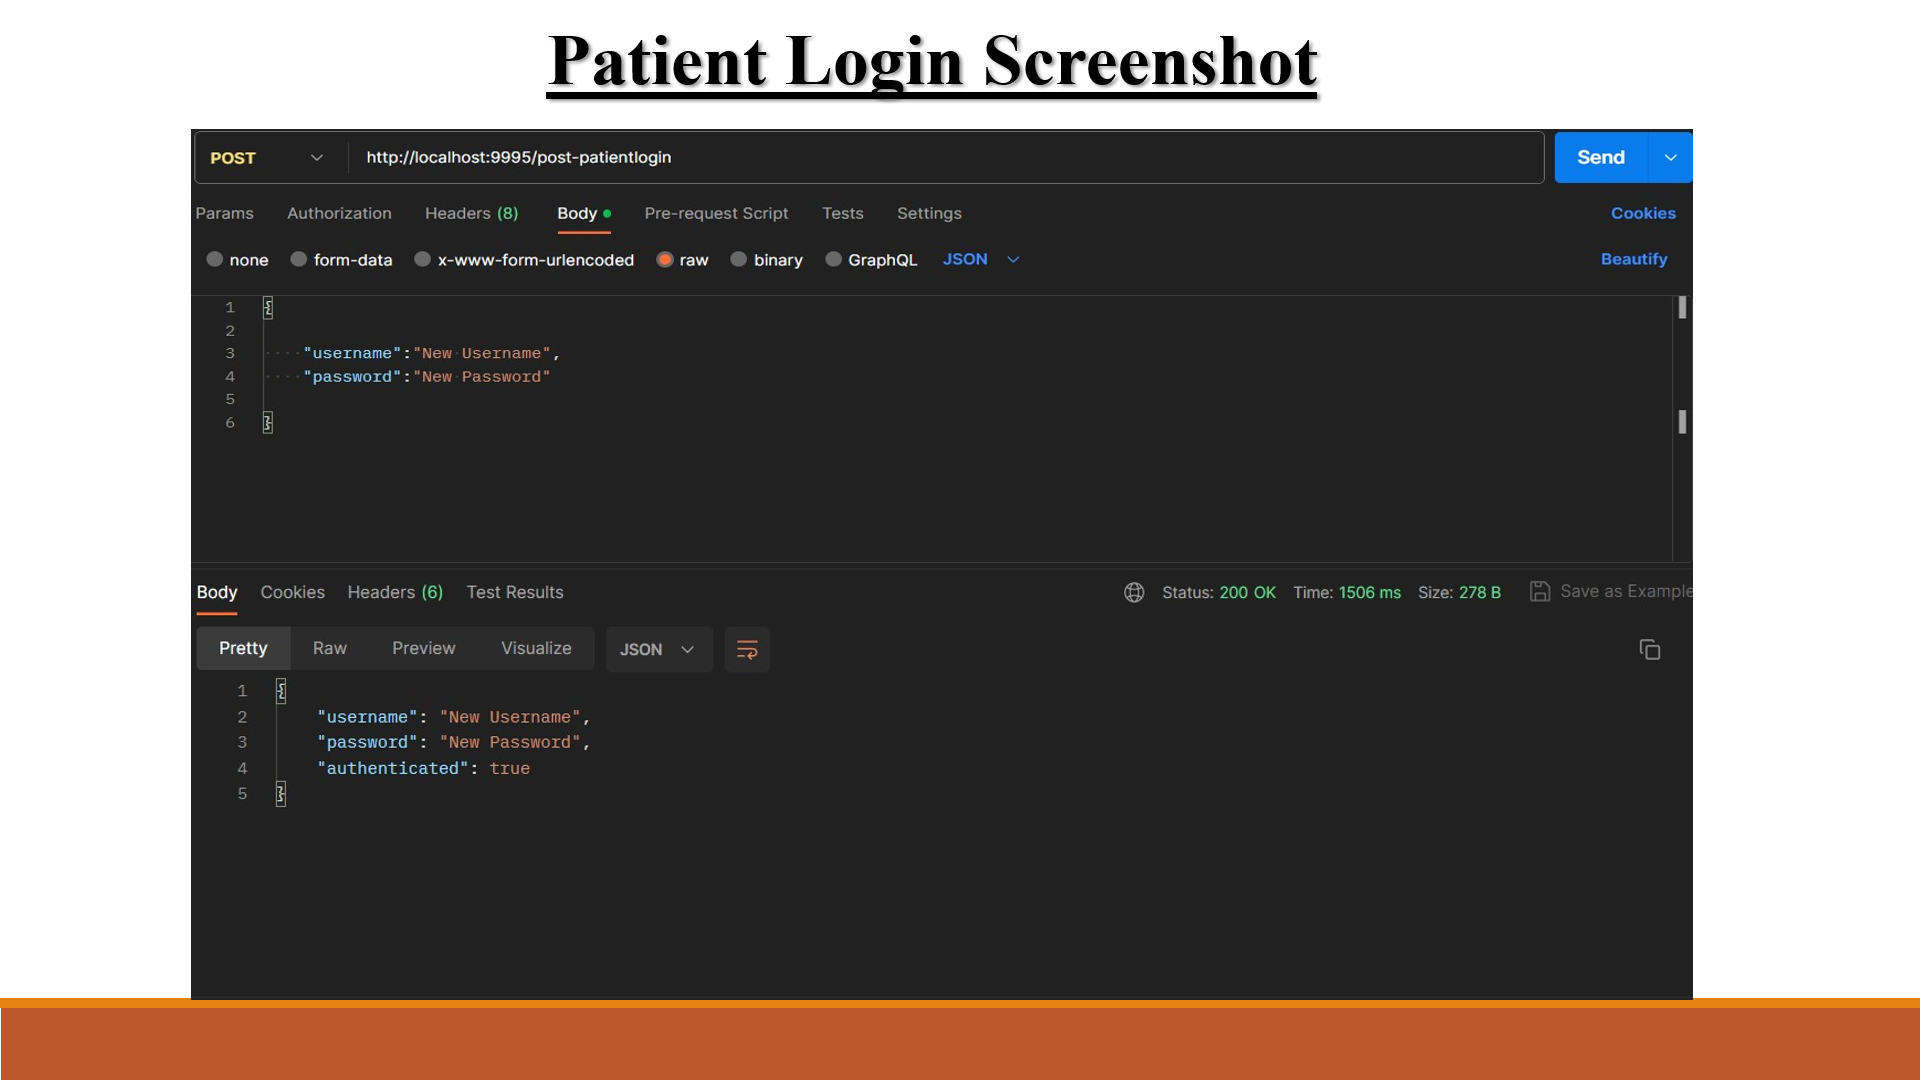 Patient Login Screenshot
POST http://localhost:9995/post-patientlogin Send
Params Authorization Headers (8) Body Pre-request Script Tests Settings Cookies
none form-data x-www-form-urlencoded raw binary GraphQL JSON Beautify
1 {
2
3 "username":"New Username",
4 "password":"New Password"
5
6 }
Body Cookies Headers (6) Test Results Status: 200 OK Time: 1506 ms Size: 278 B Save as Example
Pretty Raw Preview Visualize JSON
1 {
2 "username": "New Username",
3 "password": "New Password",
4 "authenticated": true
5 }